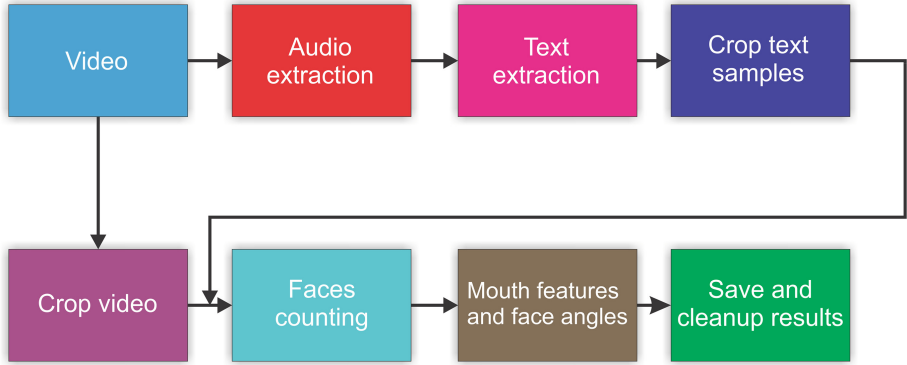 Video
Audio
extraction
Text
extraction
Crop text
samples
Crop video
Faces
counting
Mouth features
and face angles
Save and
cleanup results